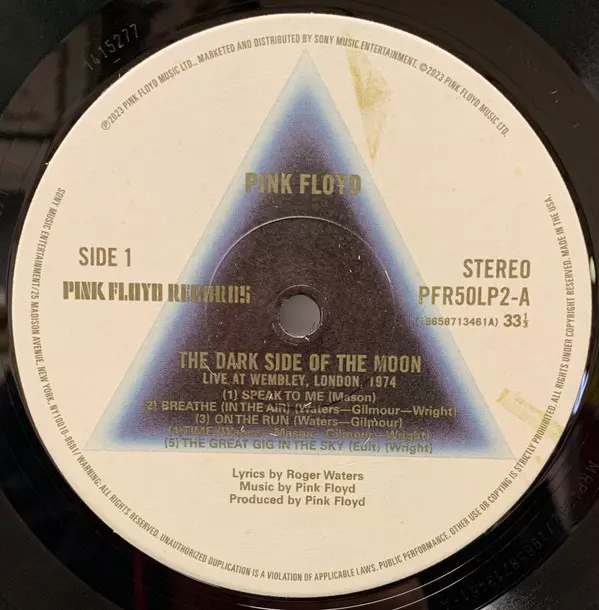 1415277
℗2023 PINK FLOYD MUSIC LTD., MARKETED AND DISTRIBUTED BY SONY MUSIC ENTERTAINMENT. ©2023 PINK FLOYD MUSIC LTD.
PINK FLOYD
SIDE 1
STEREO
PINK FLOYD RECORDS
PFR50LP2-A
(19658713461A) 33⅓
THE DARK SIDE OF THE MOON
LIVE AT WEMBLEY, LONDON, 1974
(1) SPEAK TO ME (Mason)
(2) BREATHE (IN THE AIR) (Waters—Gilmour—Wright)
(3) ON THE RUN (Waters—Gilmour)
(4) TIME (Waters—Mason—Gilmour—Wright)
(5) THE GREAT GIG IN THE SKY (Edit) (Wright)
Lyrics by Roger Waters
Music by Pink Floyd
Produced by Pink Floyd
SONY MUSIC ENTERTAINMENT/25 MADISON AVENUE, NEW YORK, NY10010-8601/ WARNING: ALL RIGHTS RESERVED. UNAUTHORIZED DUPLICATION IS A VIOLATION OF APPLICABLE LAWS. PUBLIC PERFORMANCE. OTHER USE OR COPYING IS STRICTLY PROHIBITED. ALL RIGHTS UNDER COPYRIGHT RESERVED. MADE IN THE USA.